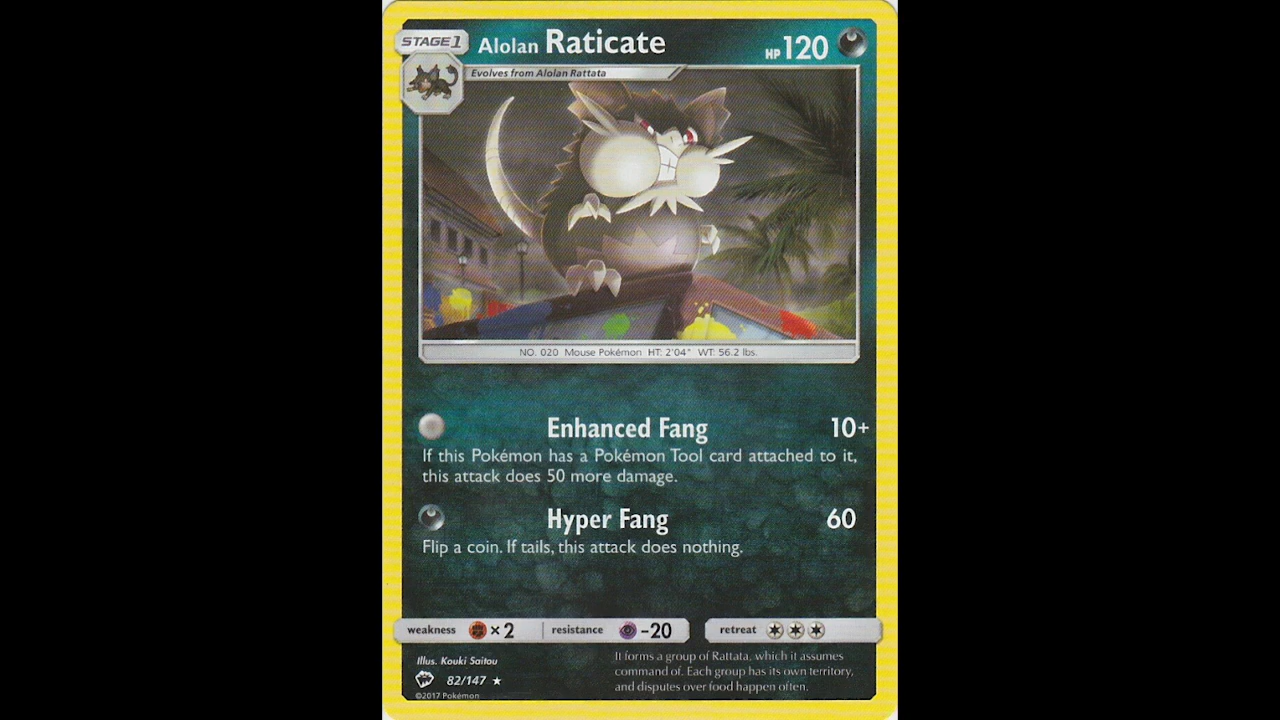 STAGE 1
Alolan Raticate
HP 120
Evolves from Alolan Rattata
NO. 020 Mouse Pokémon HT: 2'04" WT: 56.2 lbs.
Enhanced Fang 10+
If this Pokémon has a Pokémon Tool card attached to it,
this attack does 50 more damage.
Hyper Fang 60
Flip a coin. If tails, this attack does nothing.
weakness ×2 resistance -20 retreat
Illus. Kouki Saitou
82/147 ★
©2017 Pokémon
It forms a group of Rattata, which it assumes
command of. Each group has its own territory,
and disputes over food happen often.